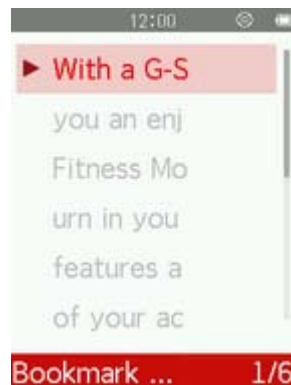 12:00
With a G-S
you an enj
Fitness Mo
urn in you
features a
of your ac
Bookmark ... 1/6